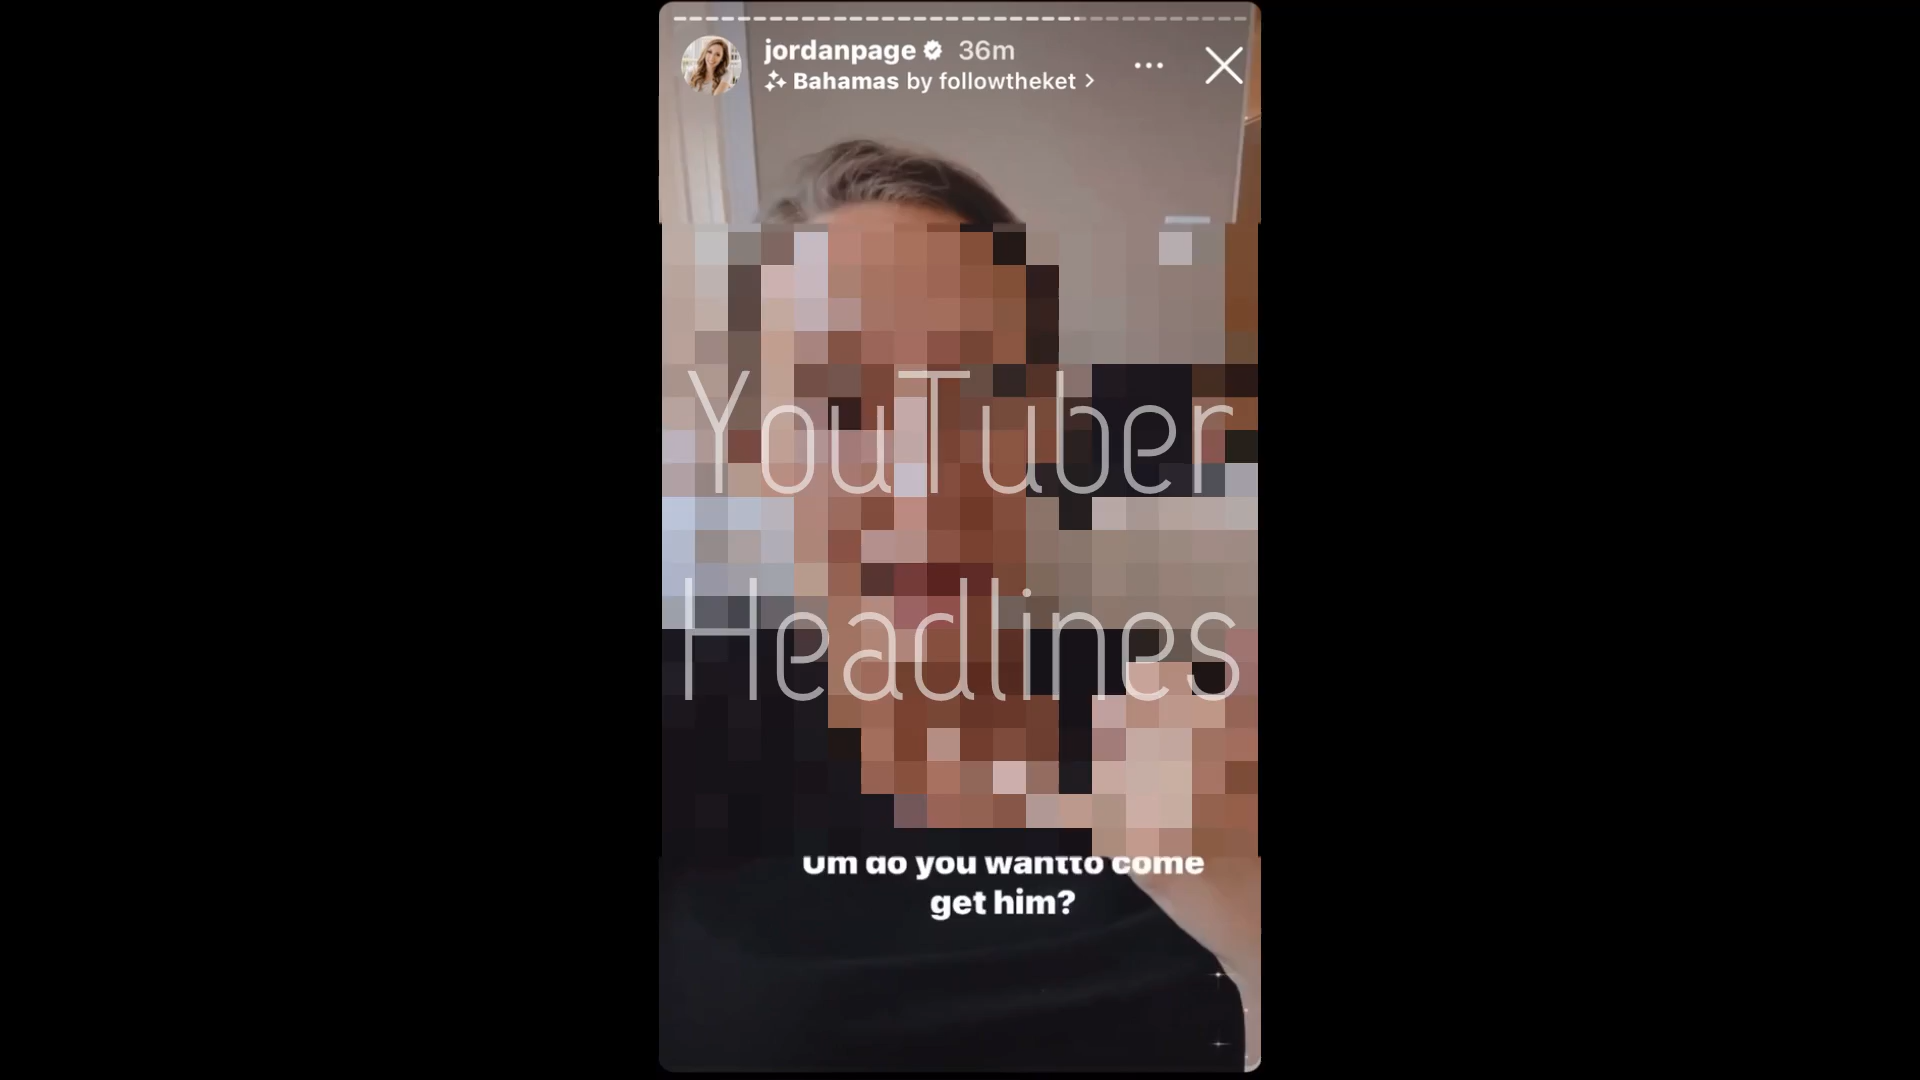 jordanpage 36m
Bahamas by followtheket >
YouTuber
Headlines
Um do you wantto come
get him?